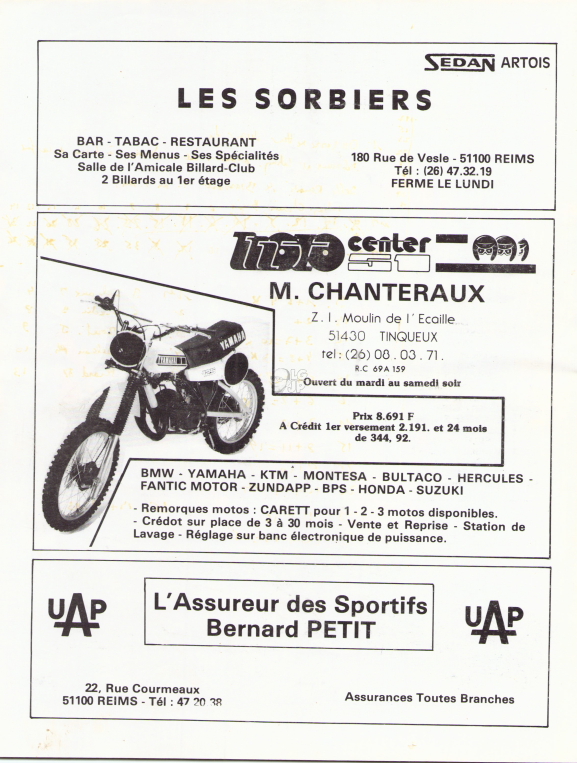 SEDAN ARTOIS
LES SORBIERS
BAR - TABAC - RESTAURANT
Sa Carte - Ses Menus - Ses Spécialités
Salle de l'Amicale Billard-Club
2 Billards au 1er étage
180 Rue de Vesle - 51100 REIMS
Tél : (26) 47.32.19
FERME LE LUNDI
moto center 51
M. CHANTERAUX
Z. I. Moulin de l'Ecaille
51430 TINQUEUX
tel : (26) 08. 03. 71.
R.C 69A 159
Ouvert du mardi au samedi soir
YAMAHA
YAMAHA
Prix 8.691 F
A Crédit 1er versement 2.191. et 24 mois
de 344, 92.
BMW - YAMAHA - KTM - MONTESA - BULTACO - HERCULES -
FANTIC MOTOR - ZUNDAPP - BPS - HONDA - SUZUKI
- Remorques motos : CARETT pour 1 - 2 - 3 motos disponibles.
- Crédot sur place de 3 à 30 mois - Vente et Reprise - Station de
Lavage - Réglage sur banc électronique de puissance.
UAP
L'Assureur des Sportifs
Bernard PETIT
UAP
22, Rue Courmeaux
51100 REIMS - Tél : 47 20 38
Assurances Toutes Branches